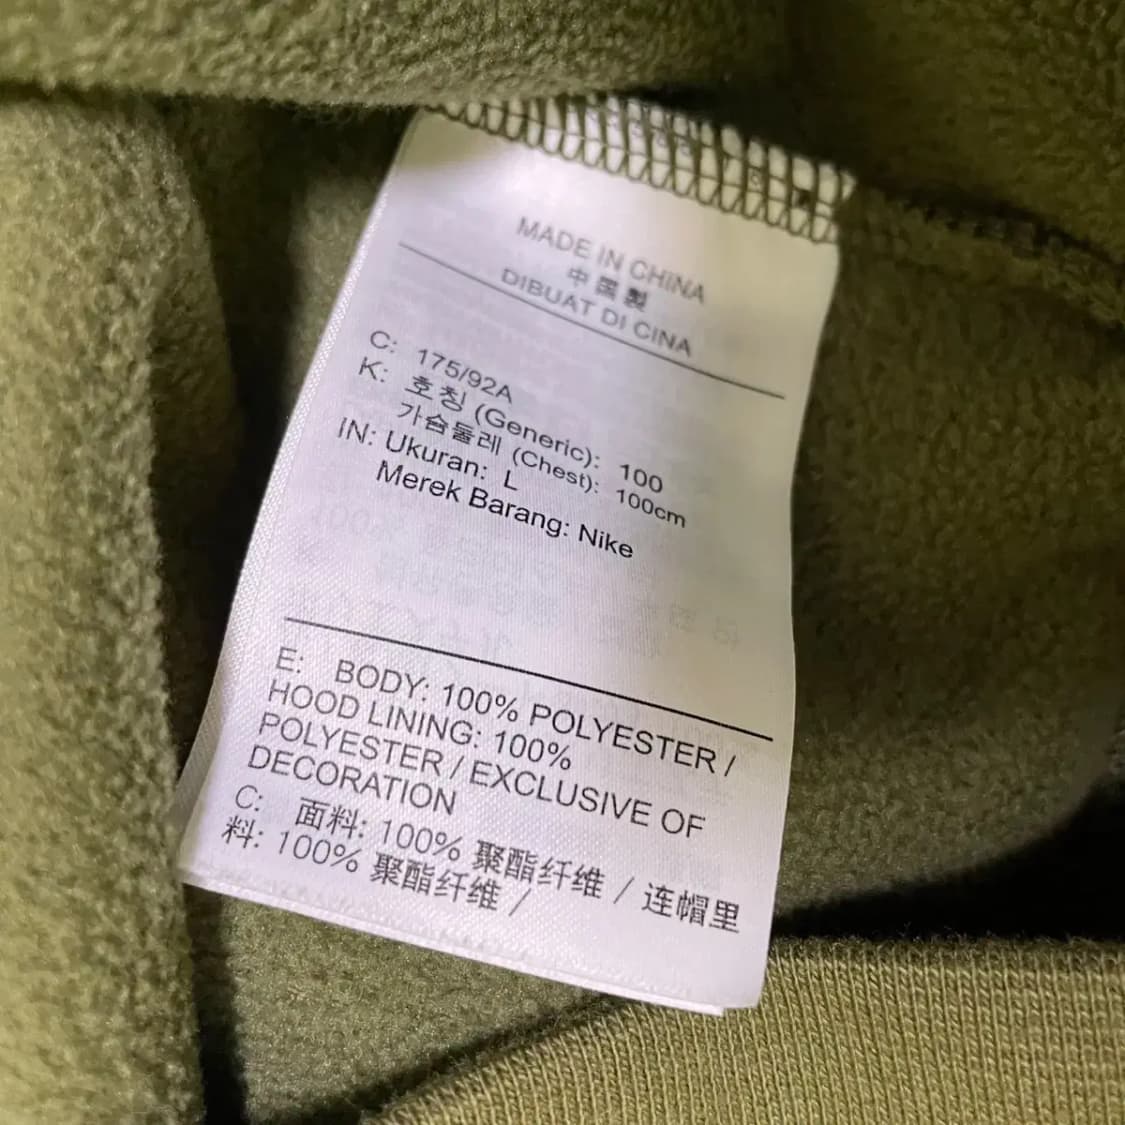 MADE IN CHINA
中国製
DIBUAT DI CINA
C: 175/92A
K: 호칭 (Generic): 100
가슴둘레 (Chest): 100cm
IN: Ukuran: L
Merek Barang: Nike
E: BODY: 100% POLYESTER /
HOOD LINING: 100%
POLYESTER / EXCLUSIVE OF
DECORATION
C: 面料: 100% 聚酯纤维 / 连帽里
料: 100% 聚酯纤维 /